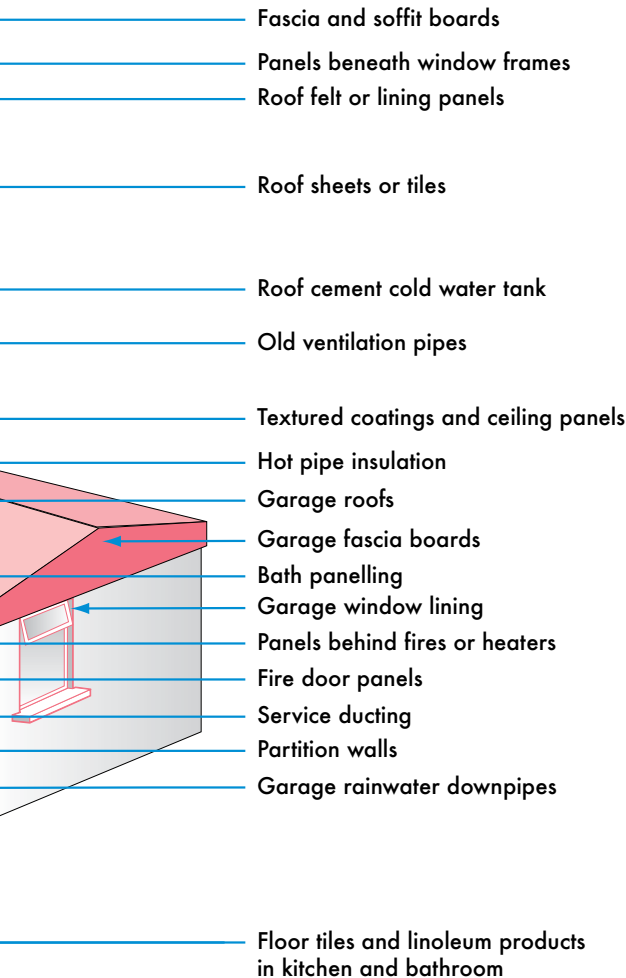 Fascia and soffit boards
Panels beneath window frames
Roof felt or lining panels
Roof sheets or tiles
Roof cement cold water tank
Old ventilation pipes
Textured coatings and ceiling panels
Hot pipe insulation
Garage roofs
Garage fascia boards
Bath panelling
Garage window lining
Panels behind fires or heaters
Fire door panels
Service ducting
Partition walls
Garage rainwater downpipes
Floor tiles and linoleum products
in kitchen and bathroom